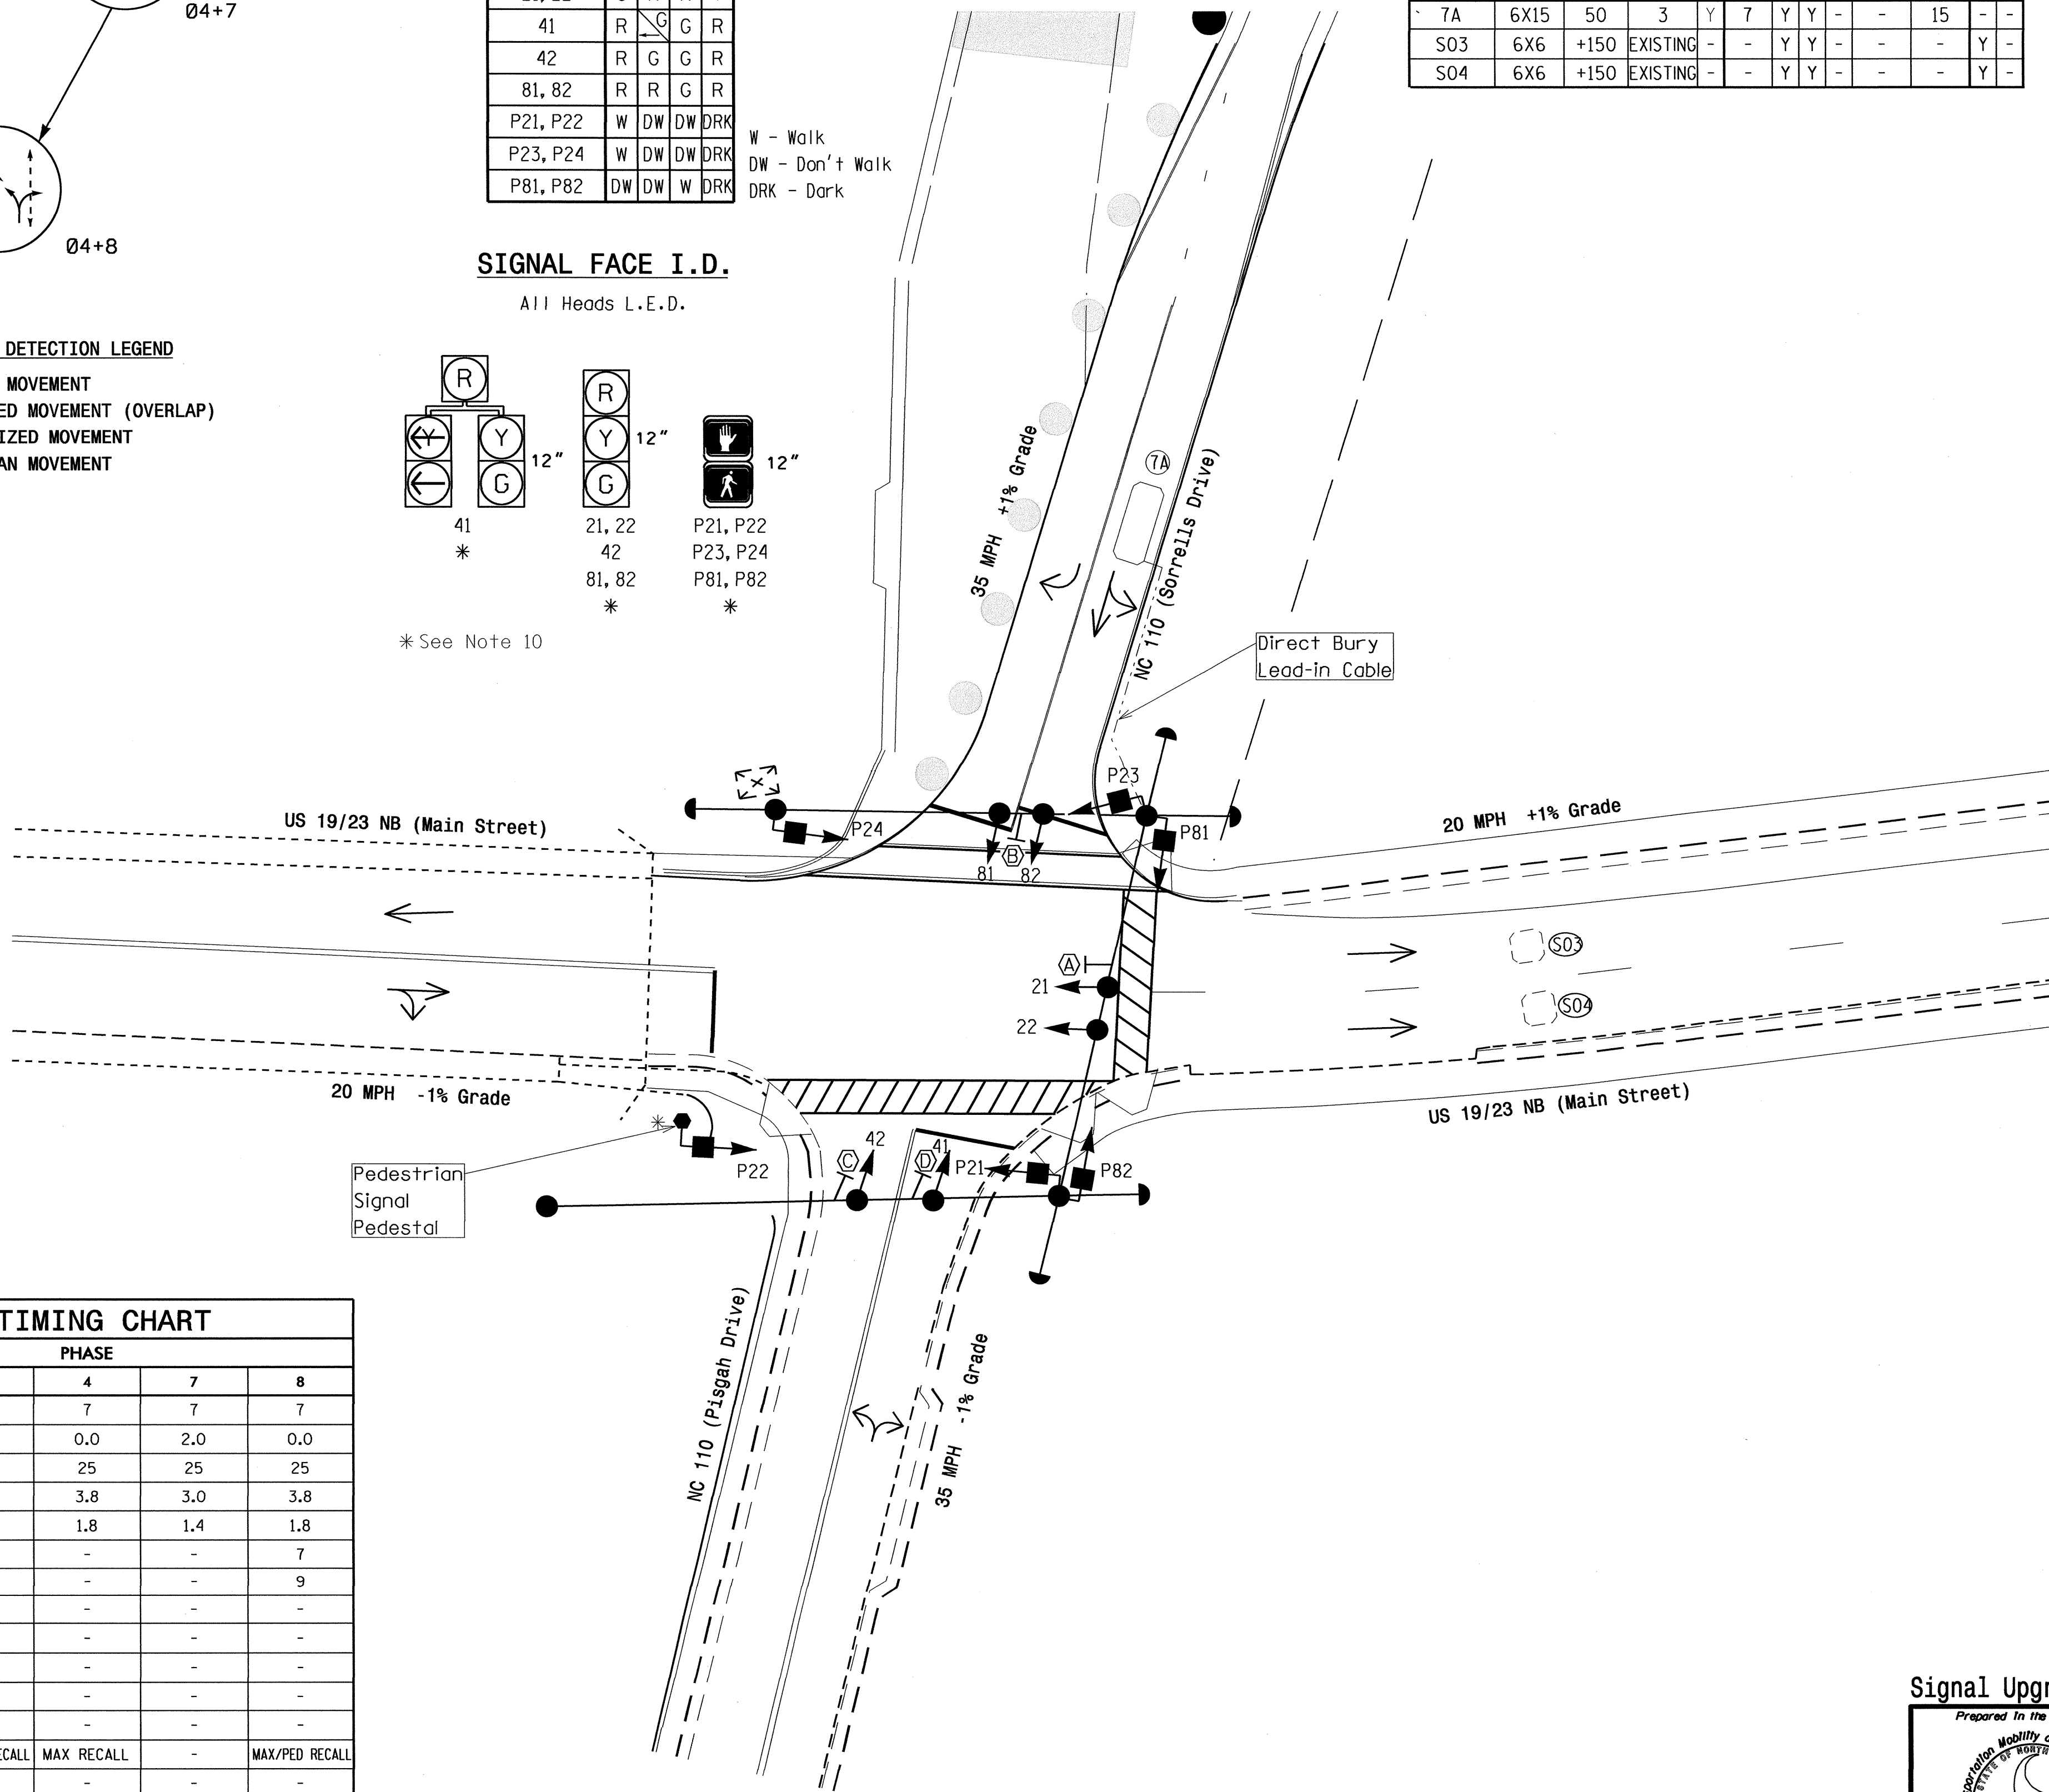 Ø4+7
Ø4+8
41 R G G R
42 R G G R
81, 82 R R G R
P21, P22 W DW DW DRK
P23, P24 W DW DW DRK
P81, P82 DW DW W DRK
W - Walk
DW - Don't Walk
DRK - Dark
7A 6X15 50 3 Y 7 Y Y - - 15 - -
S03 6X6 +150 EXISTING - - Y Y - - - Y -
S04 6X6 +150 EXISTING - - Y Y - - - Y -
SIGNAL FACE I.D.
All Heads L.E.D.
DETECTION LEGEND
MOVEMENT
ED MOVEMENT (OVERLAP)
IZED MOVEMENT
AN MOVEMENT
R
Y Y
G
12"
41
*
R
Y
G
12"
21, 22
42
81, 82
*
12"
P21, P22
P23, P24
P81, P82
*
* See Note 10
35 MPH +1% Grade
7A
NC 110 (Sorrells Drive)
Direct Bury
Lead-in Cable
P23
P24
P81
B
81 82
US 19/23 NB (Main Street)
20 MPH +1% Grade
S03
S04
A
21
22
20 MPH -1% Grade
US 19/23 NB (Main Street)
*
P22
Pedestrian
Signal
Pedestal
42
C
41
D
P21
P82
NC 110 (Pisgah Drive)
35 MPH -1% Grade
TIMING CHART
PHASE
4 7 8
7 7 7
0.0 2.0 0.0
25 25 25
3.8 3.0 3.8
1.8 1.4 1.8
- - 7
- - 9
- - -
- - -
- - -
- - -
- - -
ECALL MAX RECALL - MAX/PED RECALL
- - -
Signal Upgr
Prepared in the
portation Mobility
STATE OF NORTH